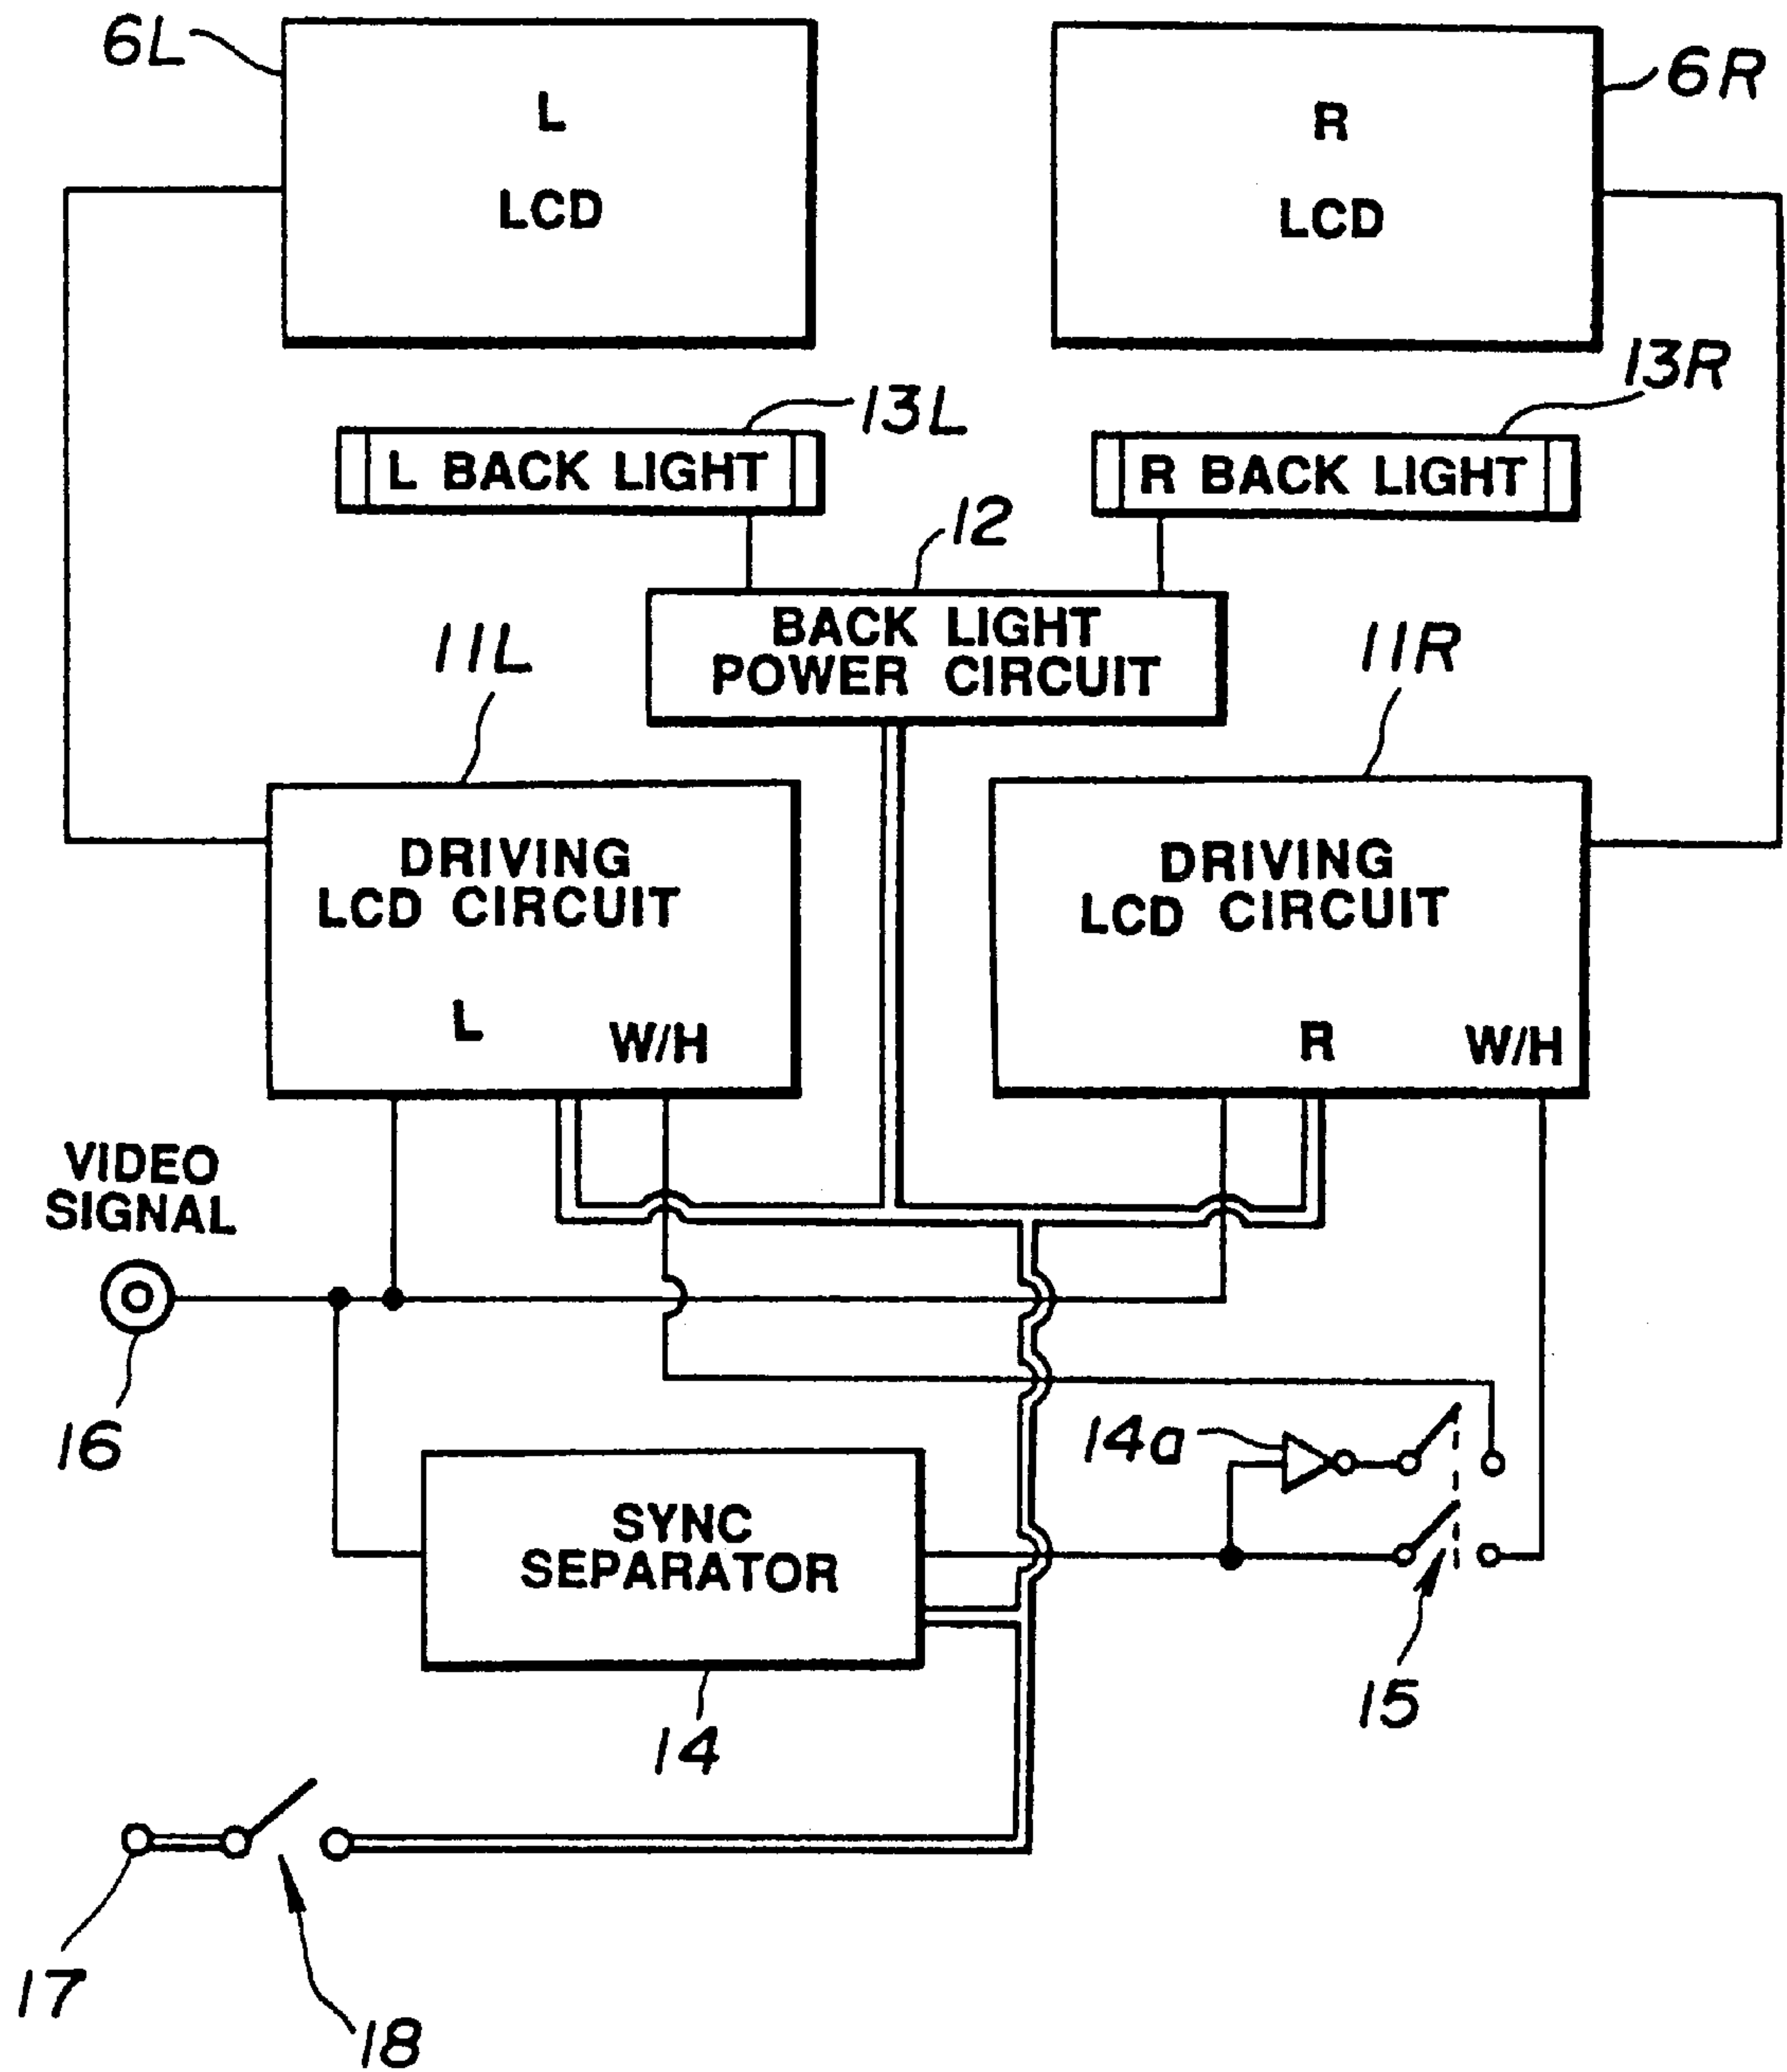 6L
L
LCD
R
LCD
6R
13L
L BACK LIGHT
13R
R BACK LIGHT
12
BACK LIGHT
POWER CIRCUIT
11L
11R
DRIVING
LCD CIRCUIT
L
W/H
DRIVING
LCD CIRCUIT
R
W/H
VIDEO
SIGNAL
16
14a
SYNC
SEPARATOR
15
14
17
18